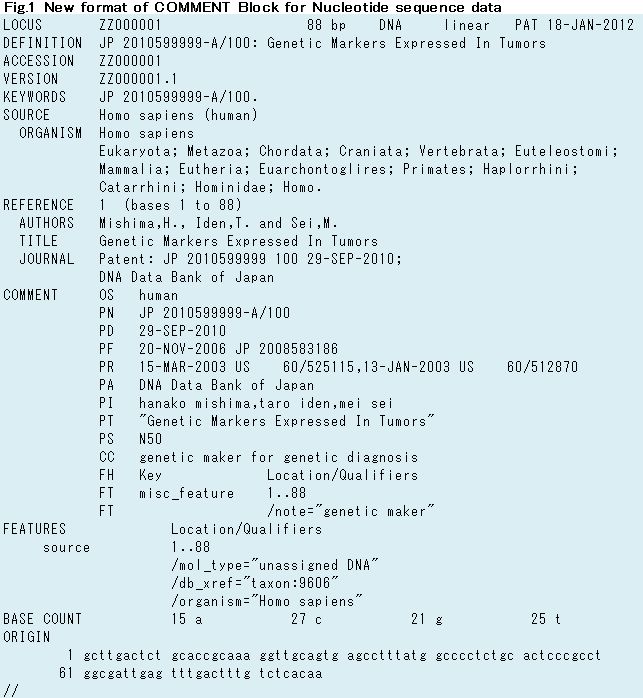 Fig.1 New format of COMMENT Block for Nucleotide sequence data
LOCUS       ZZ000001                  88 bp    DNA     linear   PAT 18-JAN-2012
DEFINITION  JP 2010599999-A/100: Genetic Markers Expressed In Tumors
ACCESSION   ZZ000001
VERSION     ZZ000001.1
KEYWORDS    JP 2010599999-A/100.
SOURCE      Homo sapiens (human)
  ORGANISM  Homo sapiens
            Eukaryota; Metazoa; Chordata; Craniata; Vertebrata; Euteleostomi;
            Mammalia; Eutheria; Euarchontoglires; Primates; Haplorrhini;
            Catarrhini; Hominidae; Homo.
REFERENCE   1  (bases 1 to 88)
  AUTHORS   Mishima,H., Iden,T. and Sei,M.
  TITLE     Genetic Markers Expressed In Tumors
  JOURNAL   Patent: JP 2010599999 100 29-SEP-2010;
            DNA Data Bank of Japan
COMMENT     OS   human
            PN   JP 2010599999-A/100
            PD   29-SEP-2010
            PF   20-NOV-2006 JP 2008583186
            PR   15-MAR-2003 US    60/525115,13-JAN-2003 US    60/512870
            PA   DNA Data Bank of Japan
            PI   hanako mishima,taro iden,mei sei
            PT   "Genetic Markers Expressed In Tumors"
            PS   N50
            CC   genetic maker for genetic diagnosis
            FH   Key             Location/Qualifiers
            FT   misc_feature    1..88
            FT                   /note="genetic maker"
FEATURES             Location/Qualifiers
     source          1..88
                     /mol_type="unassigned DNA"
                     /db_xref="taxon:9606"
                     /organism="Homo sapiens"
BASE COUNT           15 a           27 c           21 g           25 t
ORIGIN
        1 gcttgactct gcaccgcaaa ggttgcagtg agcctttatg gcccctctgc actcccgcct
       61 ggcgattgag tttgactttg tctcacaa
//